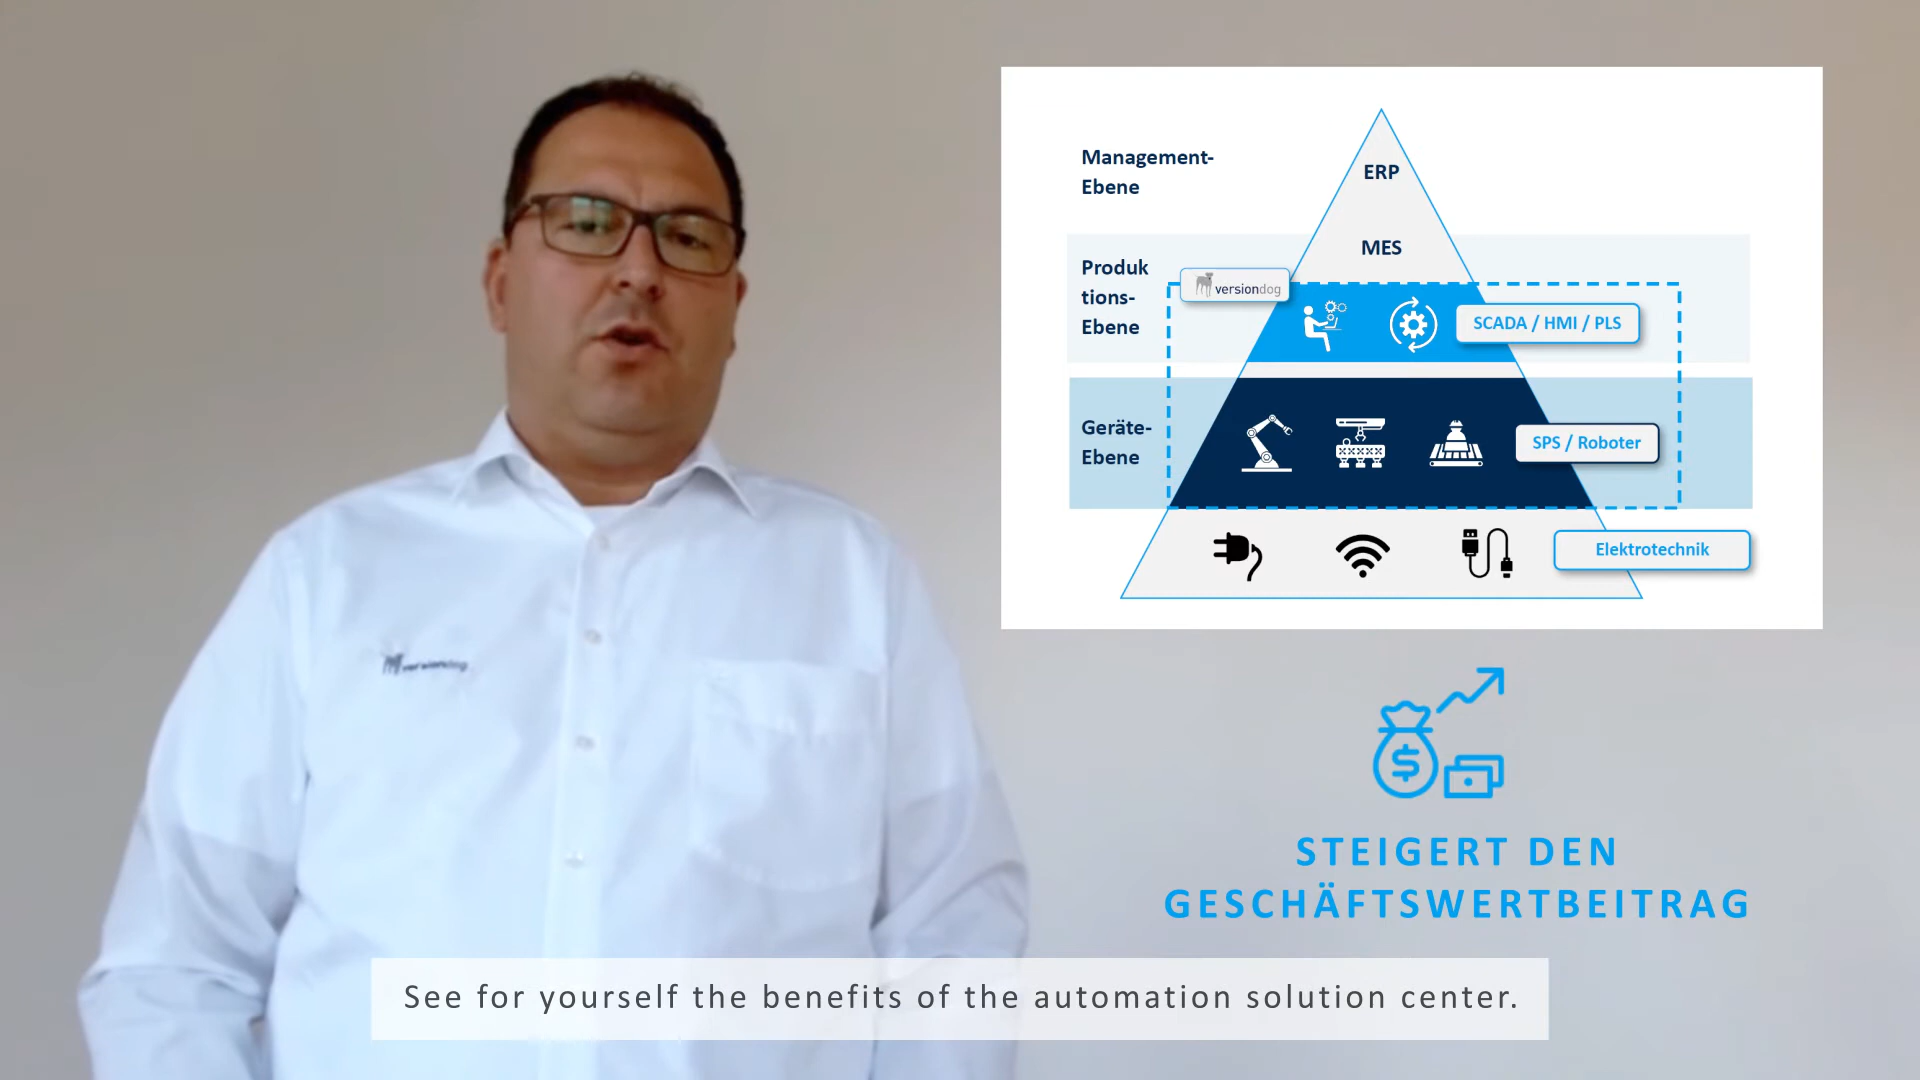 Management-
Ebene
ERP
MES
Produk
tions-
Ebene
versiondog
SCADA / HMI / PLS
Geräte-
Ebene
SPS / Roboter
Elektrotechnik
versiondog
STEIGERT DEN
GESCHÄFTSWERTBEITRAG
See for yourself the benefits of the automation solution center.